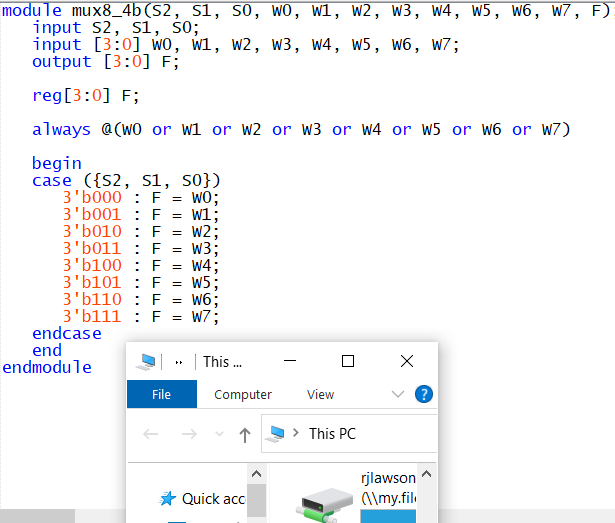 module mux8_4b(S2, S1, S0, W0, W1, W2, W3, W4, W5, W6, W7, F)
input S2, S1, S0;
input [3:0] W0, W1, W2, W3, W4, W5, W6, W7;
output [3:0] F;
reg[3:0] F;
always @(W0 or W1 or W2 or W3 or W4 or W5 or W6 or W7)
begin
case ({S2, S1, S0})
3'b000 : F = W0;
3'b001 : F = W1;
3'b010 : F = W2;
3'b011 : F = W3;
3'b100 : F = W4;
3'b101 : F = W5;
3'b110 : F = W6;
3'b111 : F = W7;
endcase
end
endmodule
This ...
File Computer View
This PC
Quick acc
rjlawson
(\\my.file